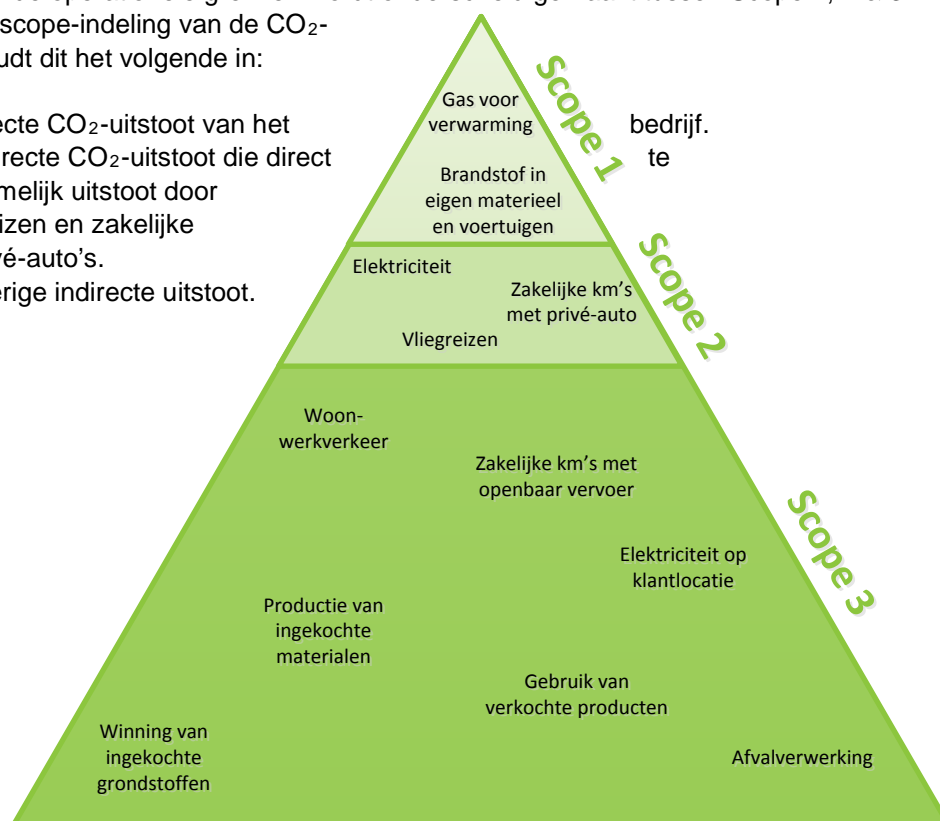 scope-indeling van de CO₂-
udt dit het volgende in:
ecte CO₂-uitstoot van het bedrijf.
recte CO₂-uitstoot die direct te
melijk uitstoot door
izen en zakelijke
vé-auto's.
erige indirecte uitstoot.
Scope 1
Gas voor
verwarming
Brandstof in
eigen materieel
en voertuigen
Scope 2
Elektriciteit
Zakelijke km's
met privé-auto
Vliegreizen
Scope 3
Woon-
werkverkeer
Zakelijke km's met
openbaar vervoer
Elektriciteit op
klantlocatie
Productie van
ingekochte
materialen
Gebruik van
verkochte producten
Winning van
ingekochte
grondstoffen
Afvalverwerking